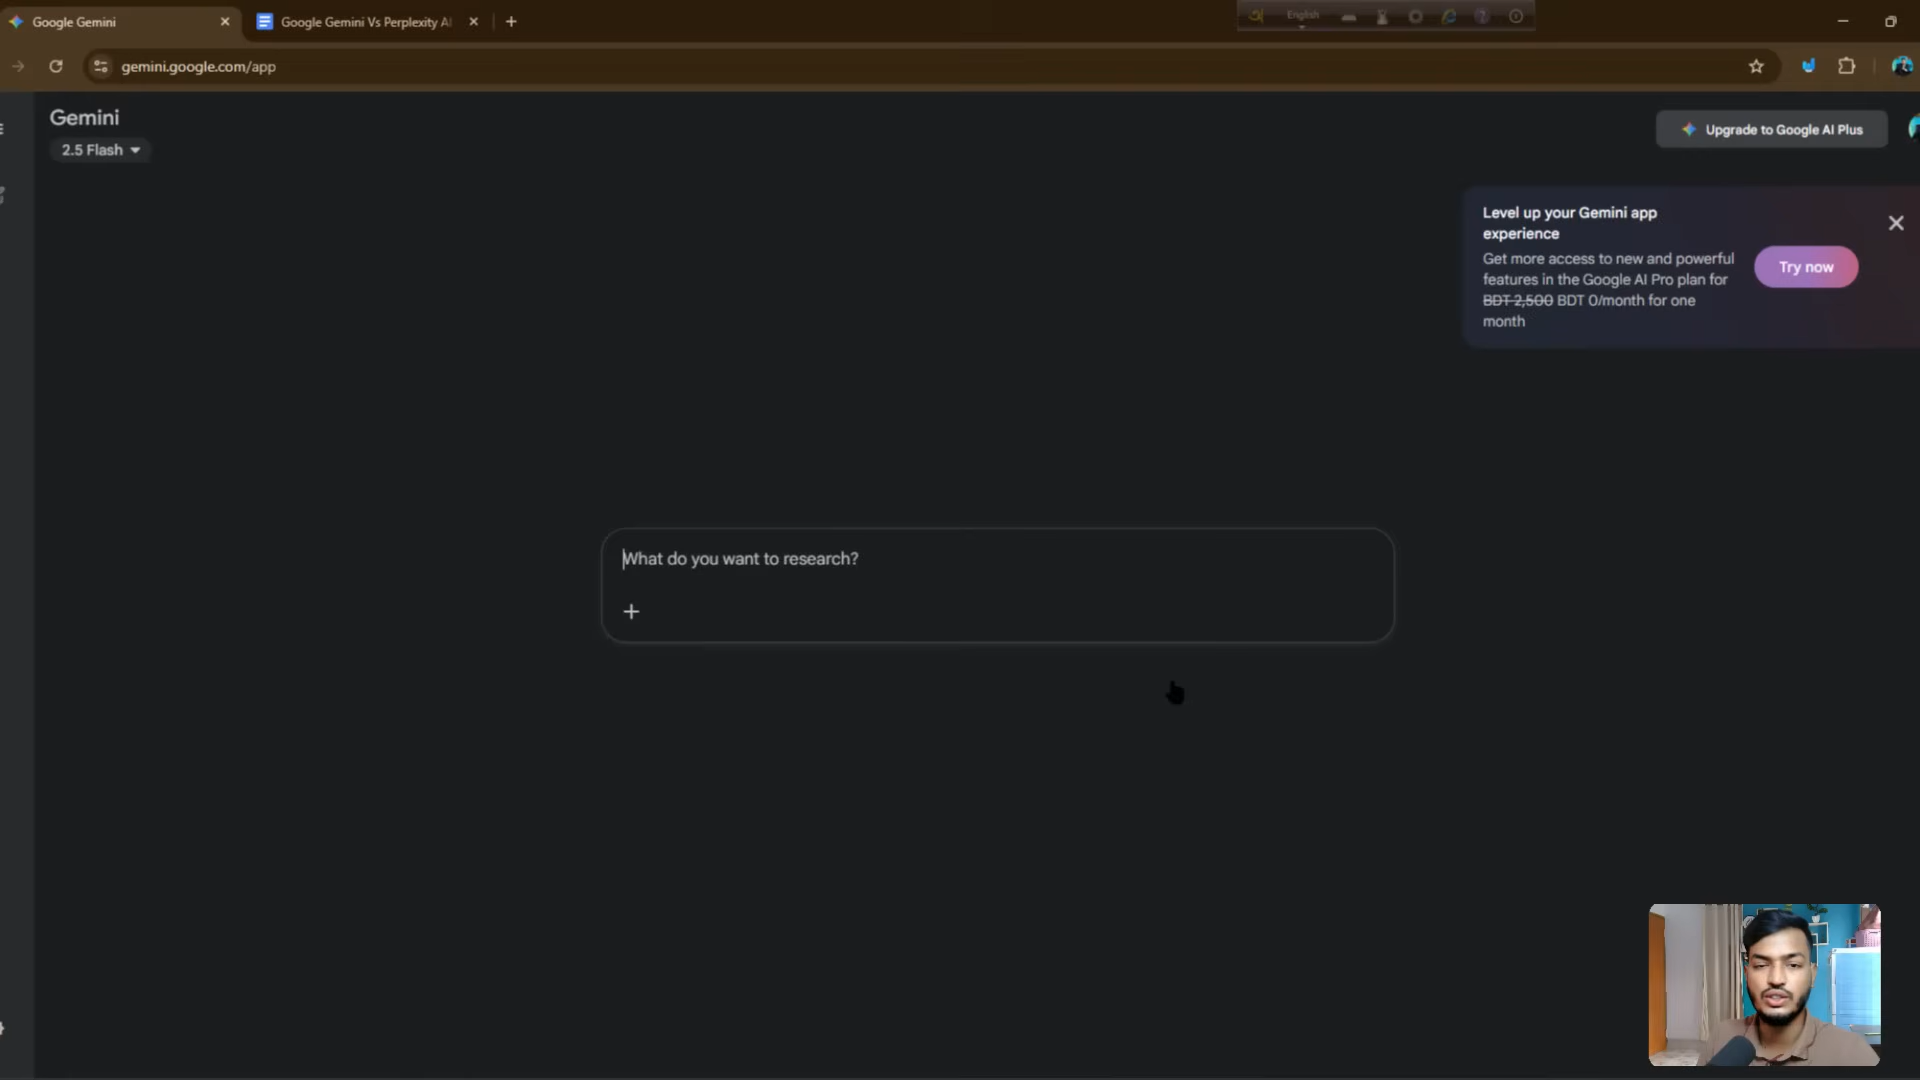 Google Gemini
Google Gemini Vs Perplexity AI
English
gemini.google.com/app
Gemini
2.5 Flash
Upgrade to Google AI Plus
Level up your Gemini app
experience
Get more access to new and powerful
features in the Google AI Pro plan for
BDT 2,500 BDT 0/month for one
month
Try now
What do you want to research?